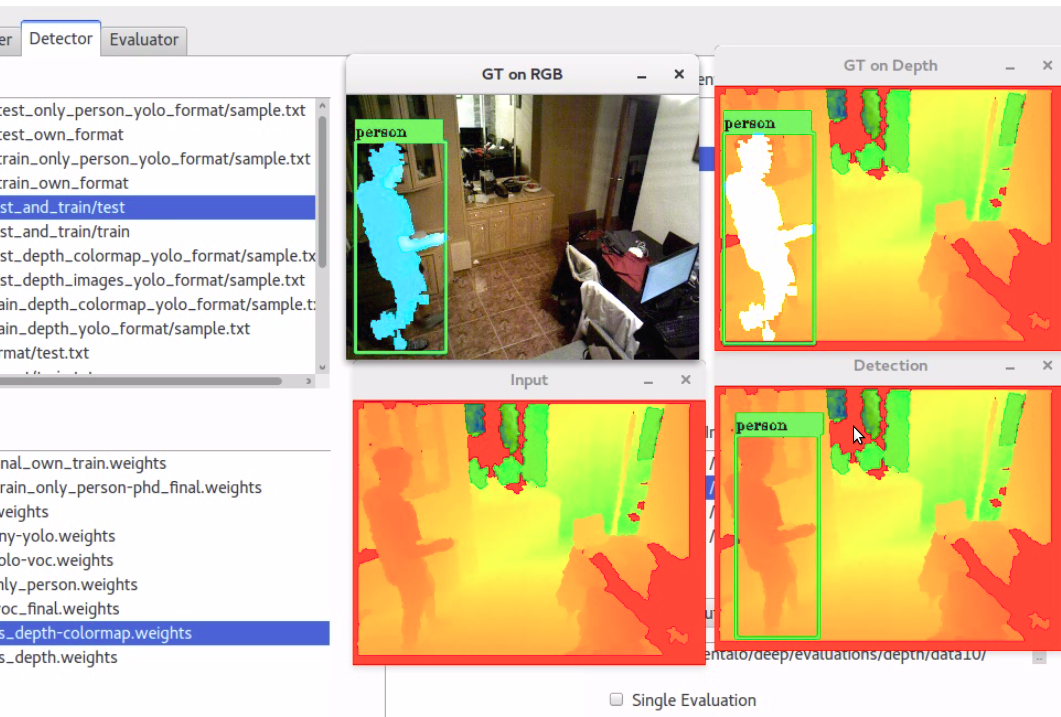 er Detector Evaluator
test_only_person_yolo_format/sample.txt
test_own_format
train_only_person_yolo_format/sample.txt
train_own_format
st_and_train/test
st_and_train/train
st_depth_colormap_yolo_format/sample.tx
st_depth_images_yolo_format/sample.txt
ain_depth_colormap_yolo_format/sample.t
ain_depth_yolo_format/sample.txt
rmat/test.txt
nal_own_train.weights
rain_only_person-phd_final.weights
weights
ny-yolo.weights
olo-voc.weights
nly_person.weights
voc_final.weights
s_depth-colormap.weights
s_depth.weights
GT on RGB
person
GT on Depth
person
Input
Detection
person
entalo/deep/evaluations/depth/data10/
..
Single Evaluation